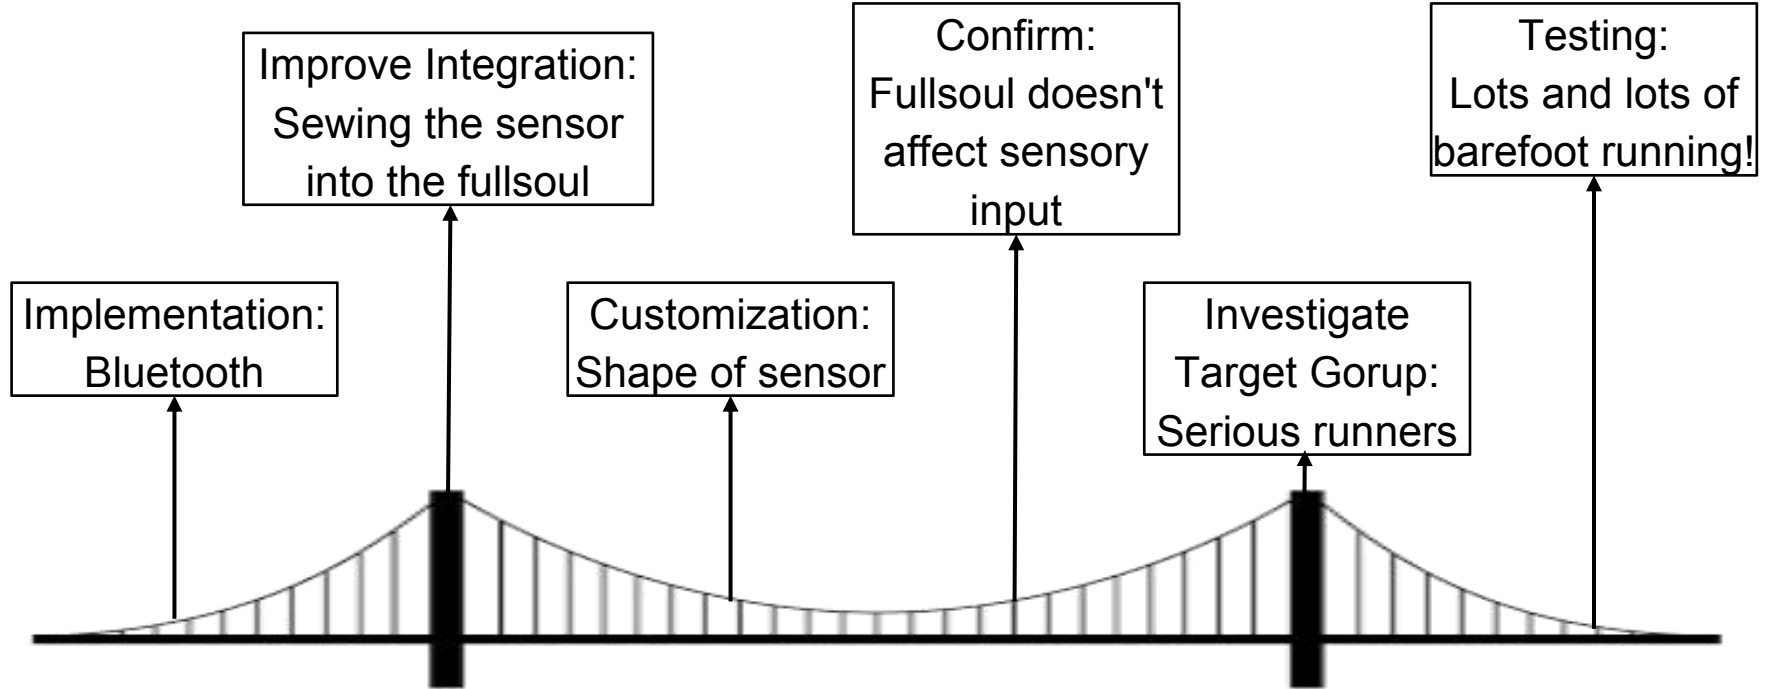 Implementation:
Bluetooth
Improve Integration:
Sewing the sensor
into the fullsoul
Customization:
Shape of sensor
Confirm:
Fullsoul doesn't
affect sensory
input
Investigate
Target Gorup:
Serious runners
Testing:
Lots and lots of
barefoot running!